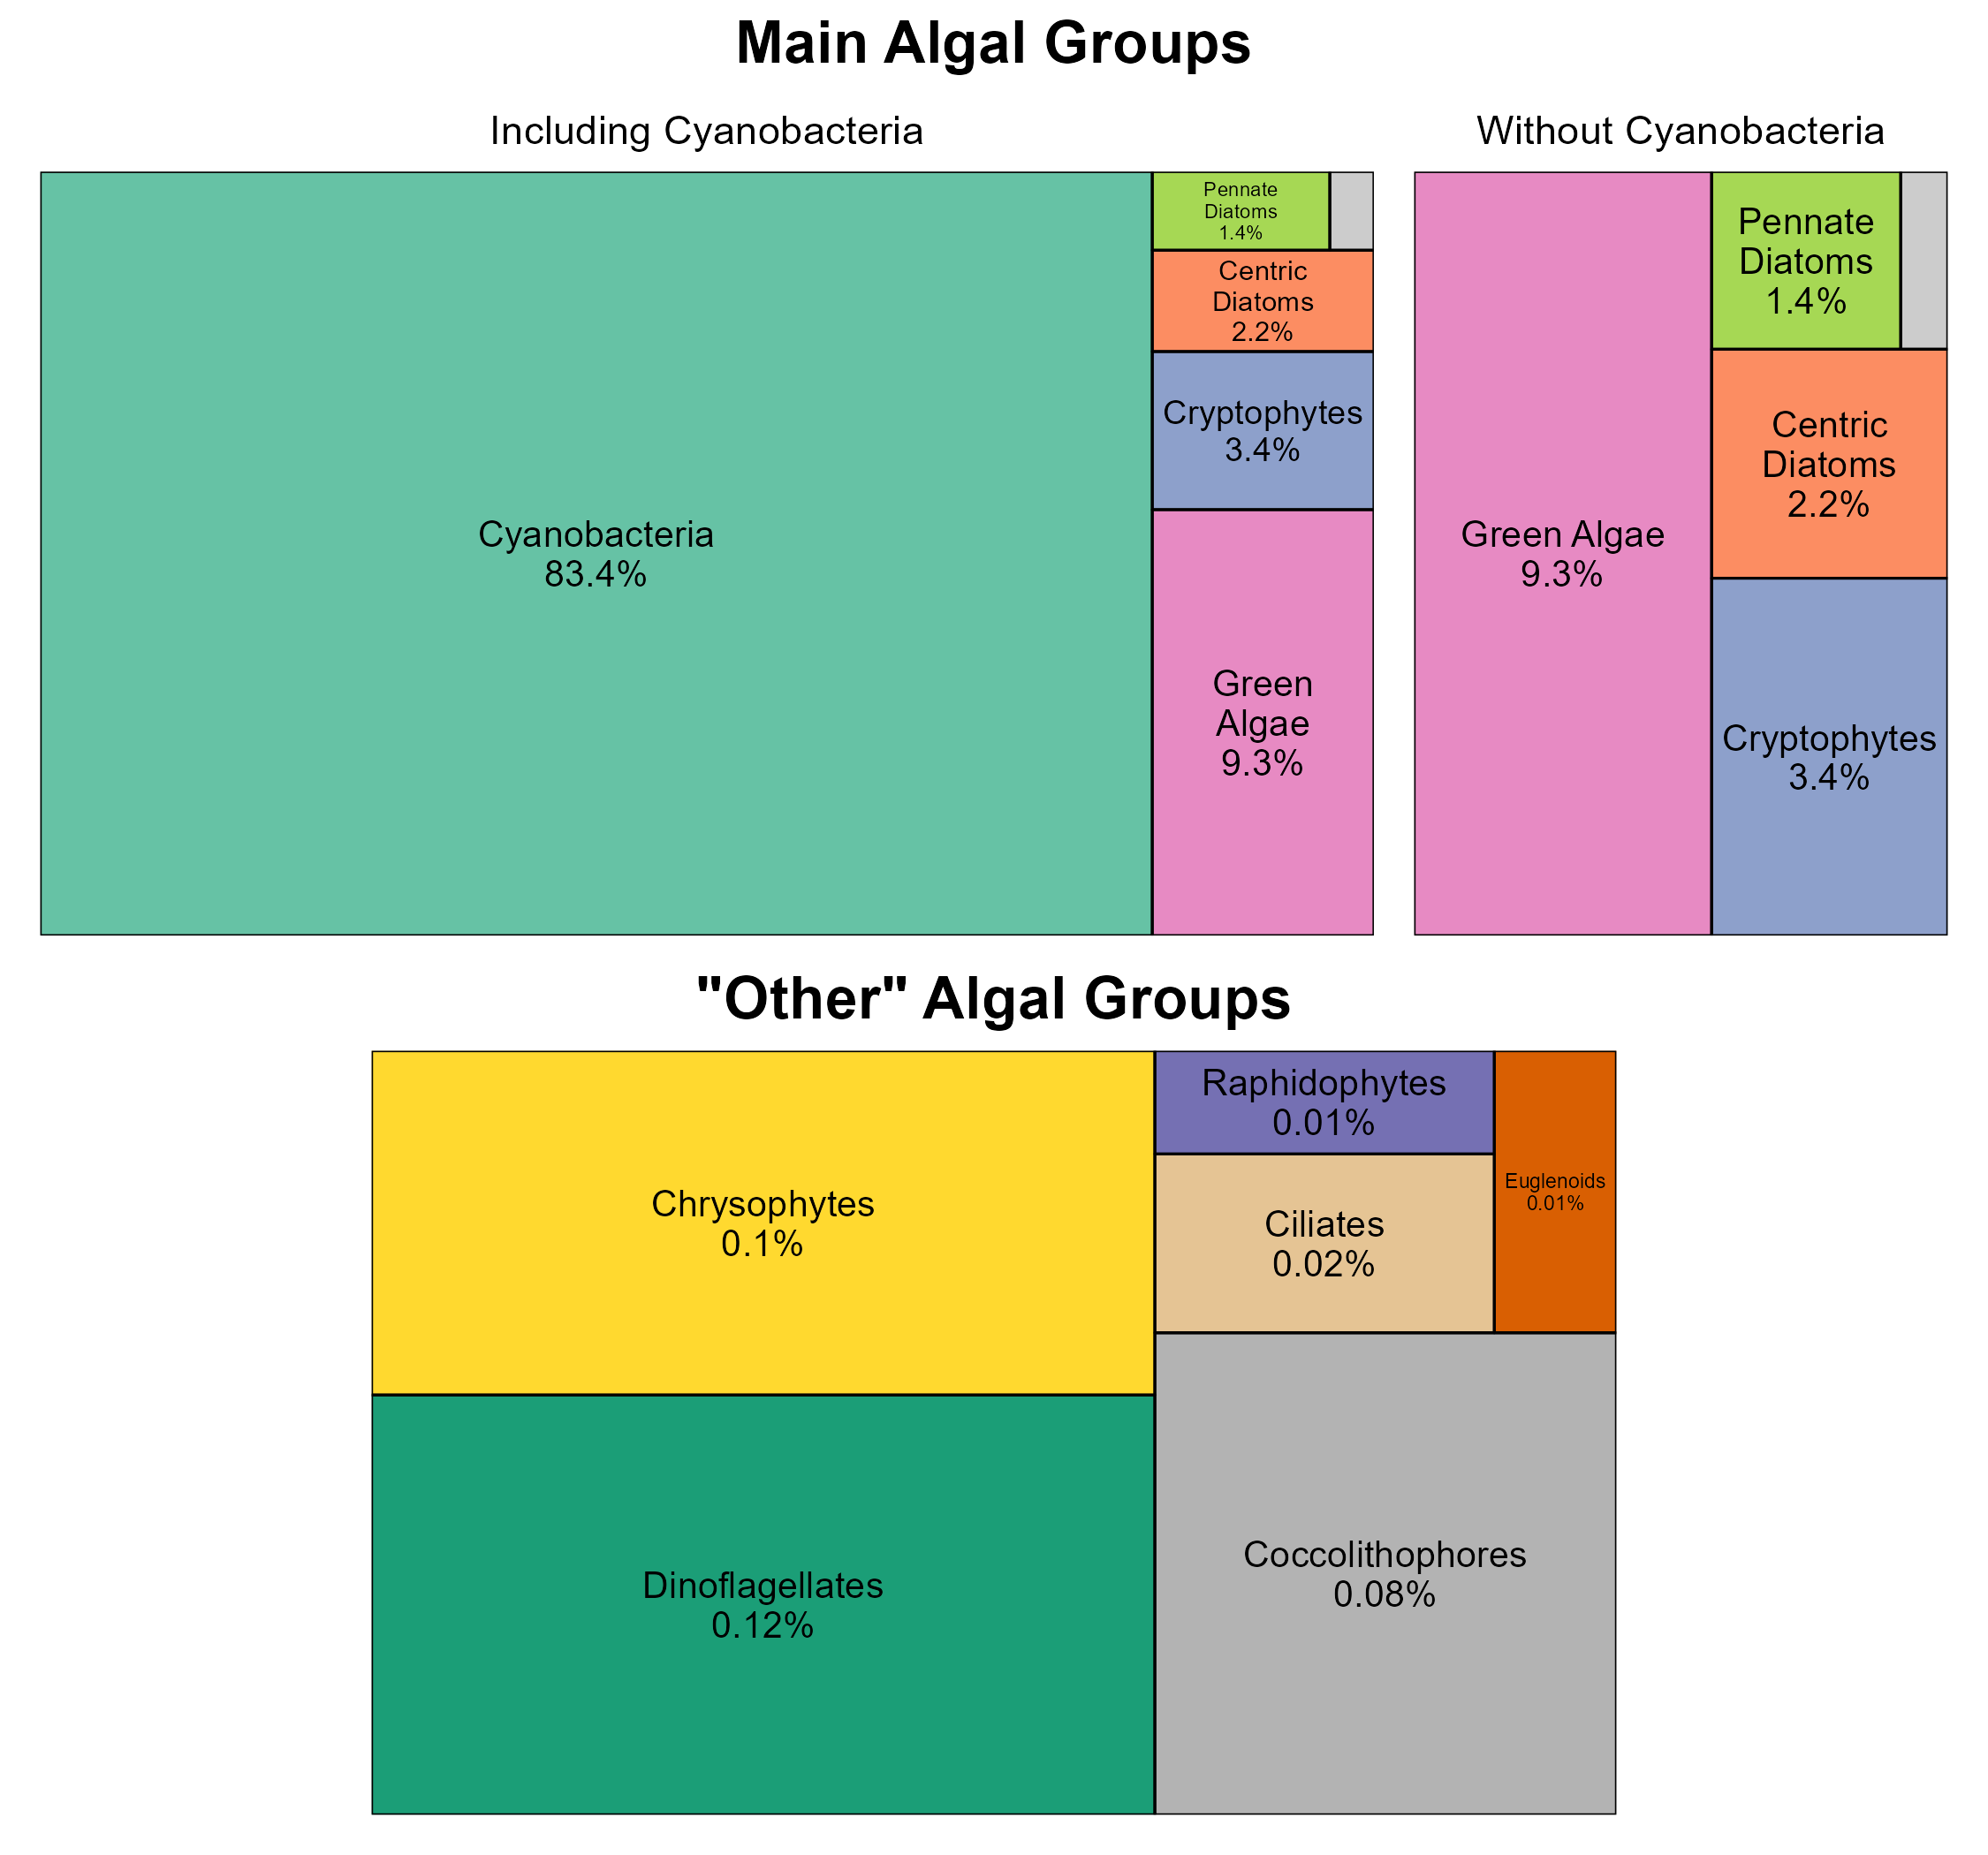 Main Algal Groups
Including Cyanobacteria
Cyanobacteria
83.4%
Pennate
Diatoms
1.4%
Centric
Diatoms
2.2%
Cryptophytes
3.4%
Green
Algae
9.3%
Without Cyanobacteria
Green Algae
9.3%
Pennate
Diatoms
1.4%
Centric
Diatoms
2.2%
Cryptophytes
3.4%
"Other" Algal Groups
Chrysophytes
0.1%
Dinoflagellates
0.12%
Raphidophytes
0.01%
Ciliates
0.02%
Euglenoids
0.01%
Coccolithophores
0.08%